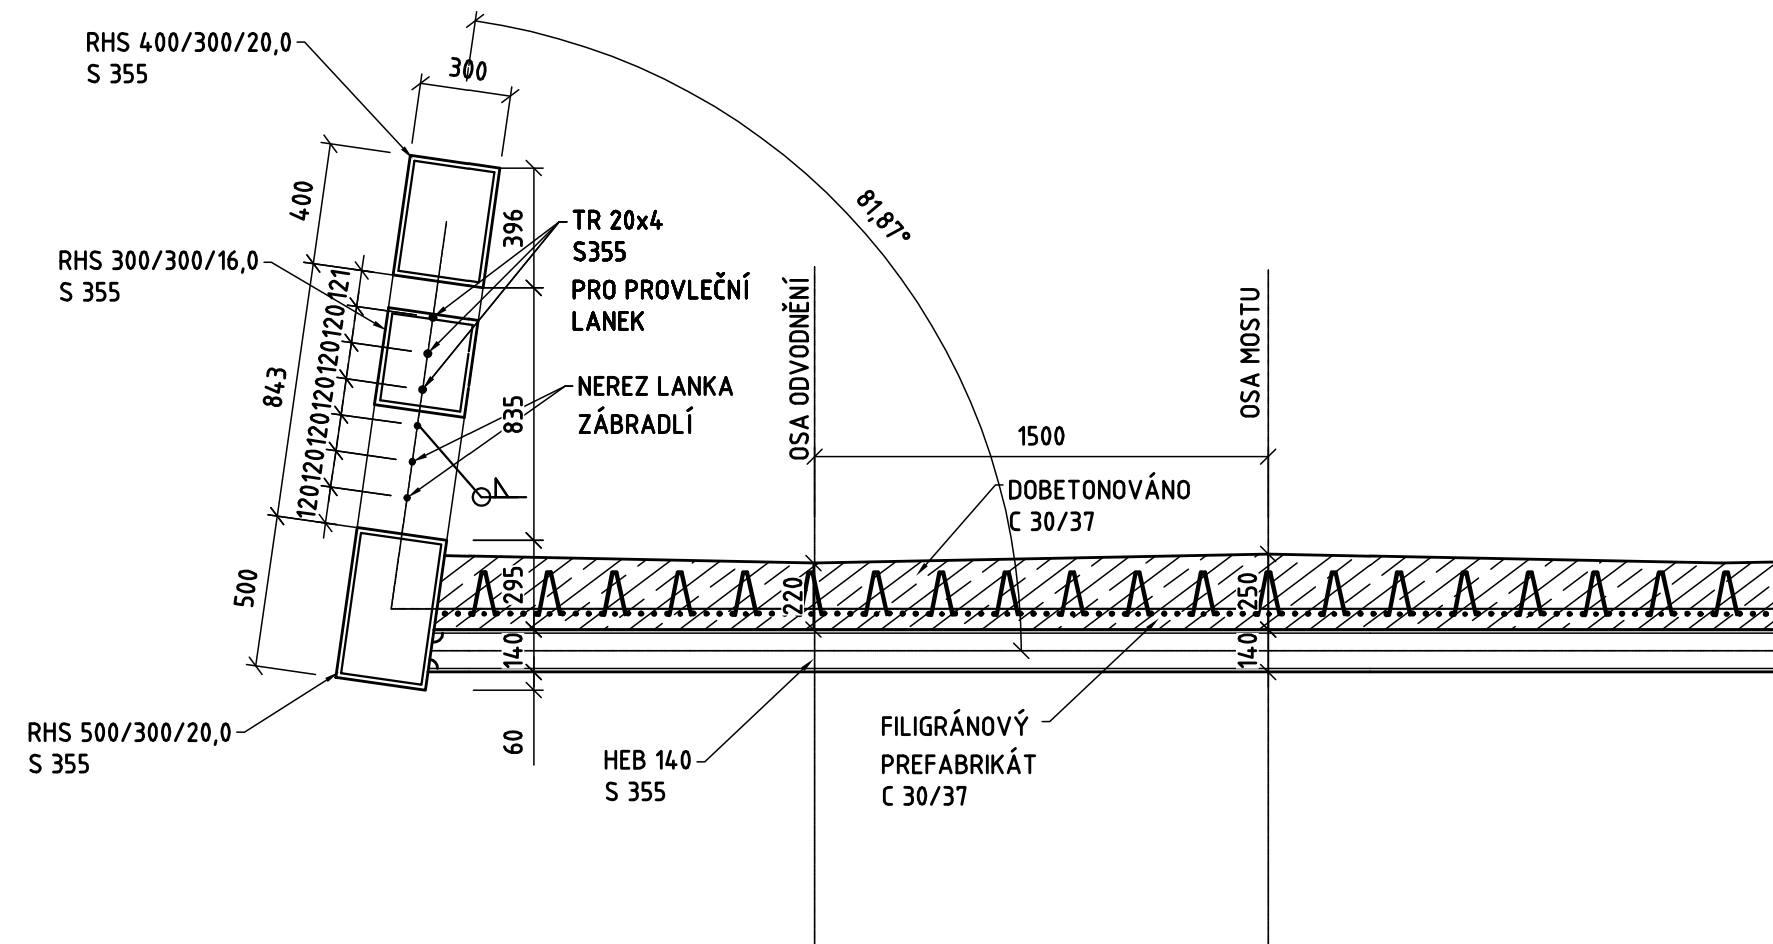 RHS 400/300/20,0
S 355
300
400
396
TR 20x4
S355
PRO PROVLEČNÍ
LANEK
81,87°
RHS 300/300/16,0
S 355
121
120
120
120
120
120
120
843
835
NEREZ LANKA
ZÁBRADLÍ
OSA ODVODNĚNÍ
OSA MOSTU
1500
DOBETONOVÁNO
C 30/37
500
295
220
250
140
140
60
RHS 500/300/20,0
S 355
HEB 140
S 355
FILIGRÁNOVÝ
PREFABRIKÁT
C 30/37